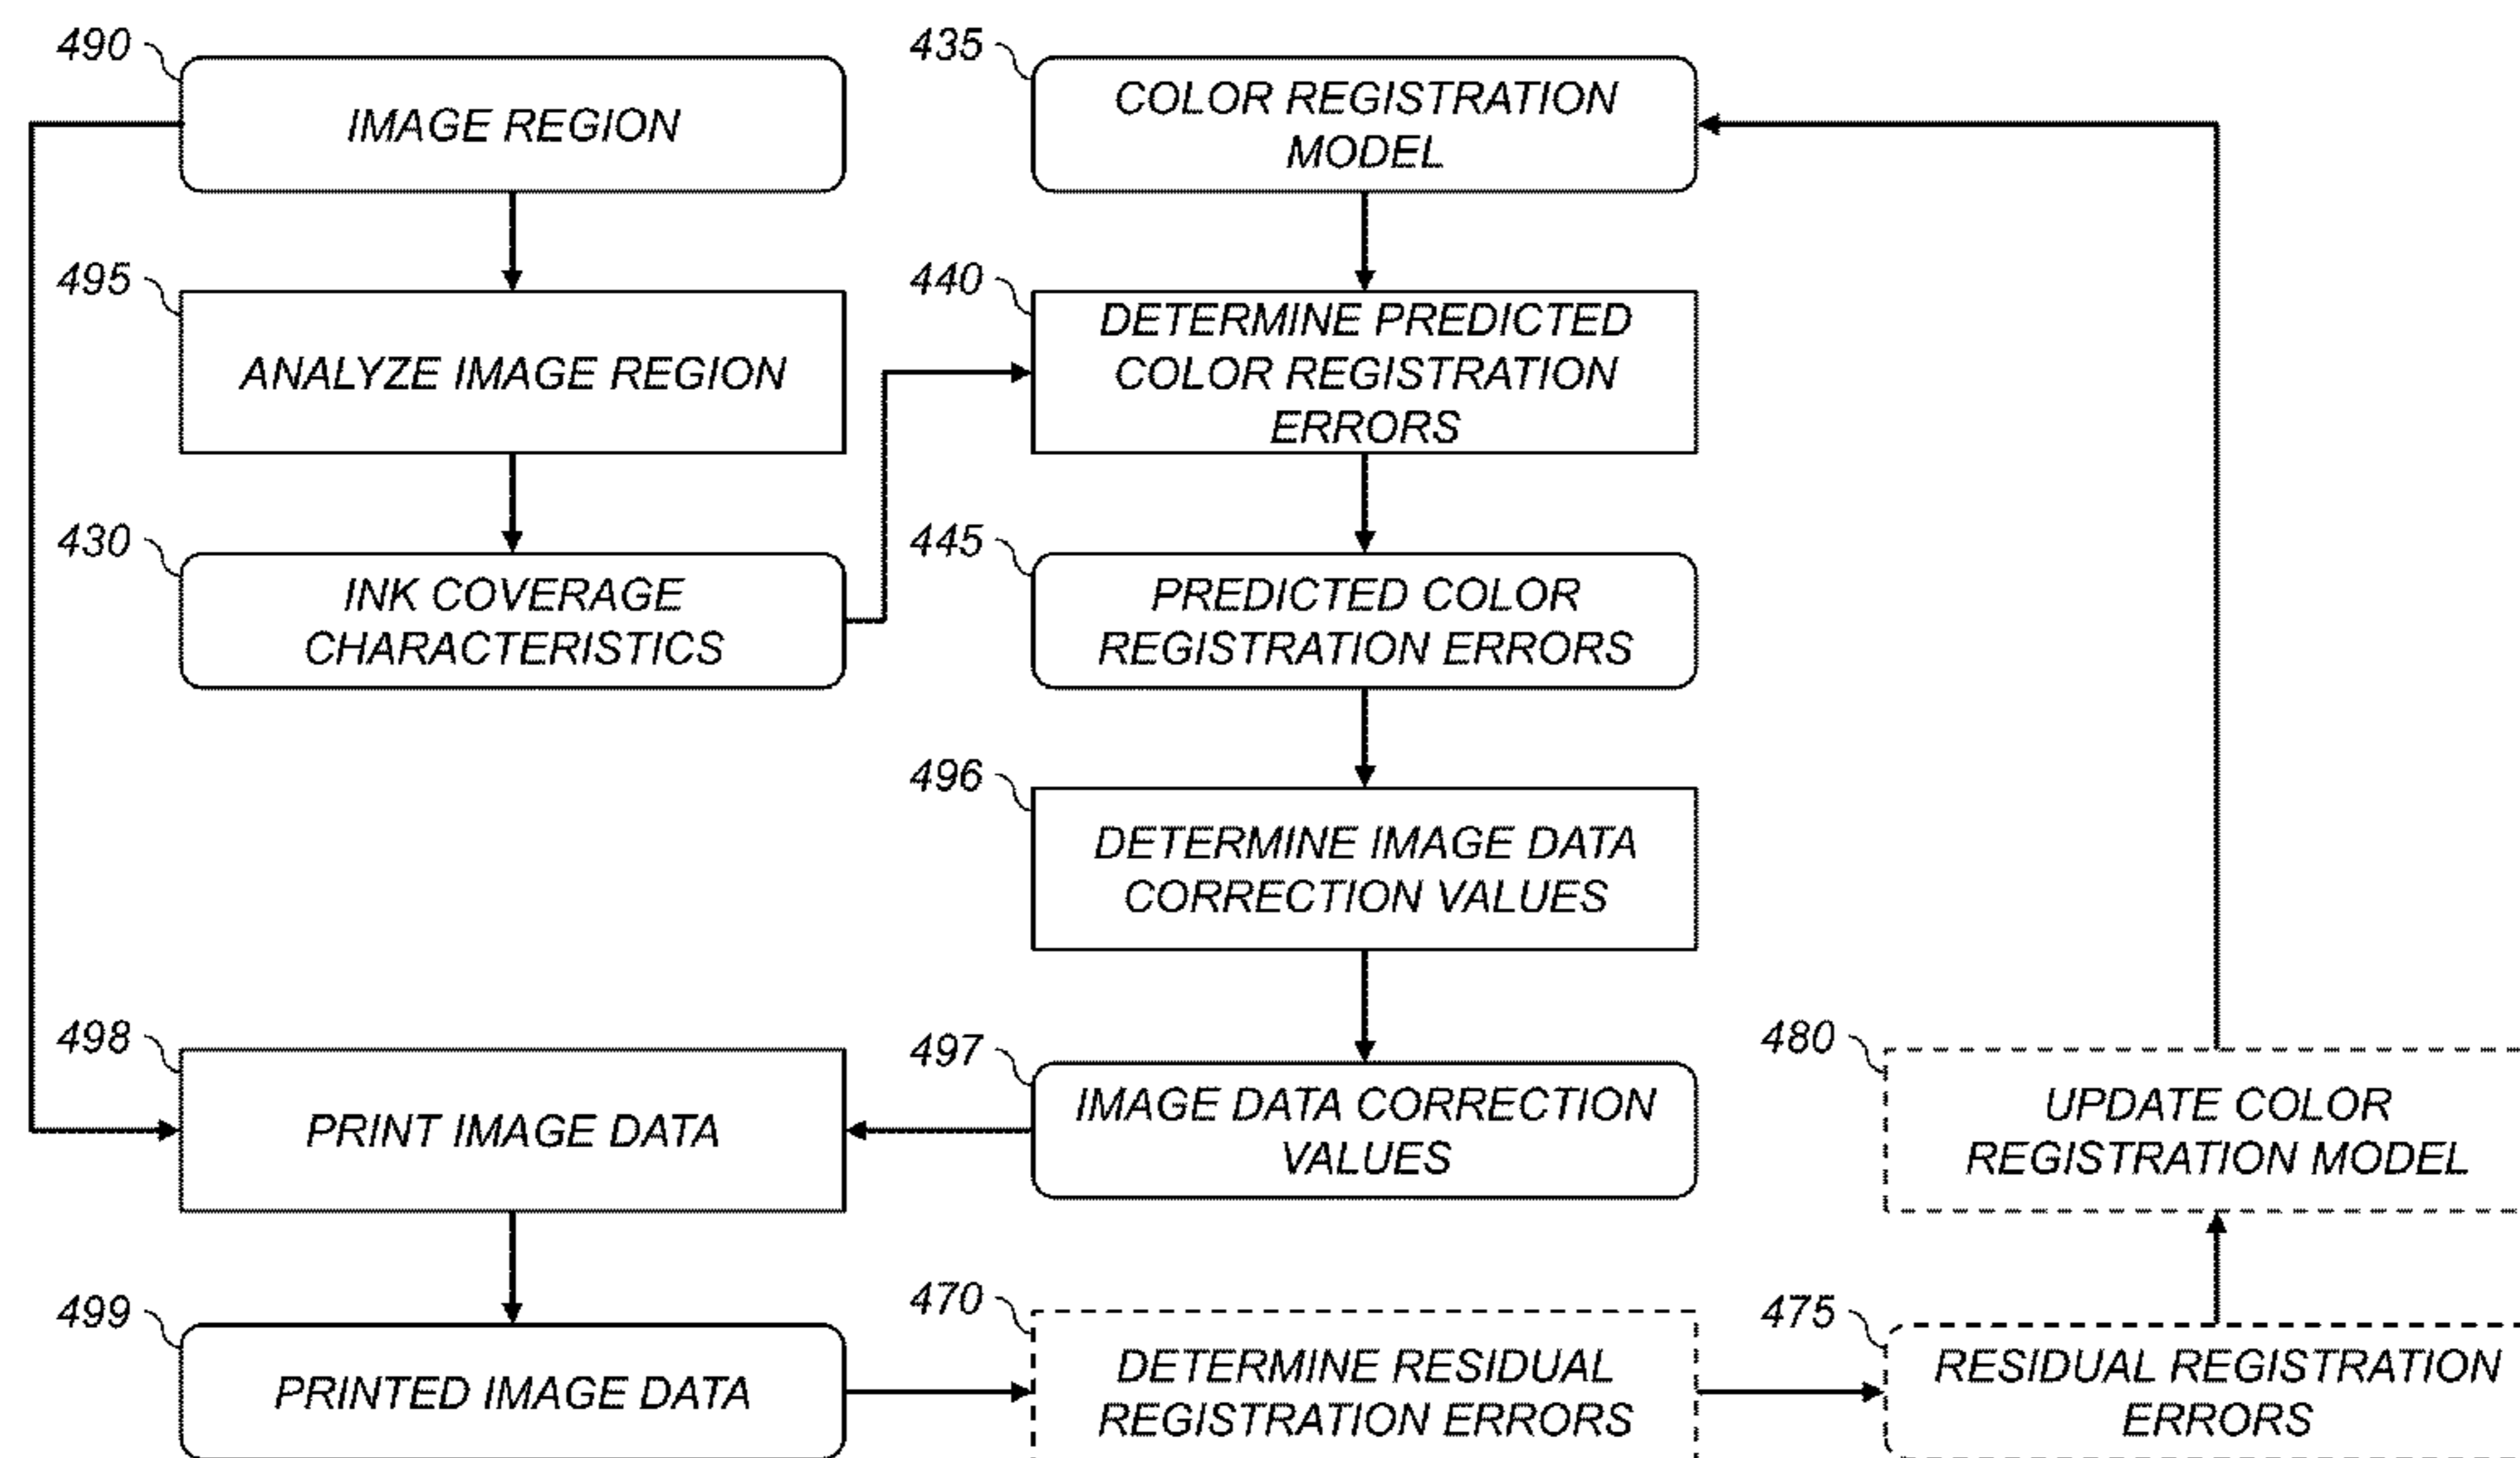 490
IMAGE REGION
435
COLOR REGISTRATION
MODEL
495
ANALYZE IMAGE REGION
440
DETERMINE PREDICTED
COLOR REGISTRATION
ERRORS
430
INK COVERAGE
CHARACTERISTICS
445
PREDICTED COLOR
REGISTRATION ERRORS
496
DETERMINE IMAGE DATA
CORRECTION VALUES
498
PRINT IMAGE DATA
497
IMAGE DATA CORRECTION
VALUES
480
UPDATE COLOR
REGISTRATION MODEL
499
PRINTED IMAGE DATA
470
DETERMINE RESIDUAL
REGISTRATION ERRORS
475
RESIDUAL REGISTRATION
ERRORS